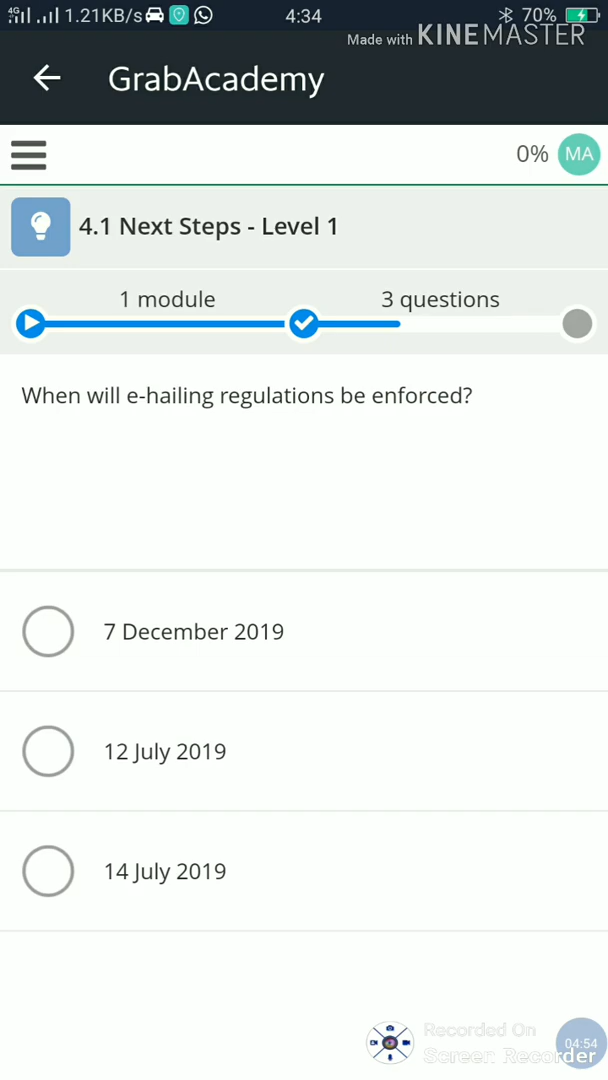 4G 1.21KB/s 4:34 70%
Made with KINEMASTER
GrabAcademy
0% MA
4.1 Next Steps - Level 1
1 module 3 questions
When will e-hailing regulations be enforced?
7 December 2019
12 July 2019
14 July 2019
Recorded On
Screen Recorder
04:54